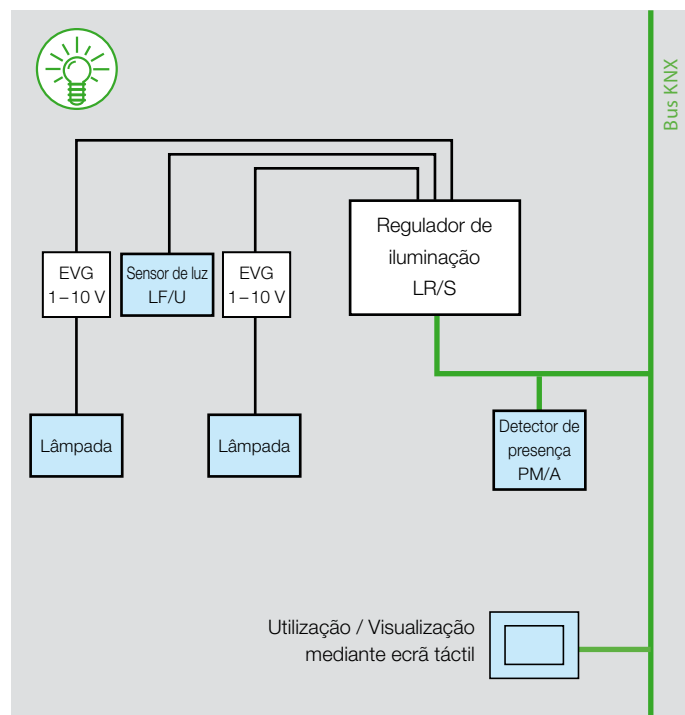 Bus KNX
Regulador de
iluminação
LR/S
EVG
1–10 V
Sensor de luz
LF/U
EVG
1–10 V
Lâmpada
Lâmpada
Detector de
presença
PM/A
Utilização / Visualização
mediante ecrã táctil